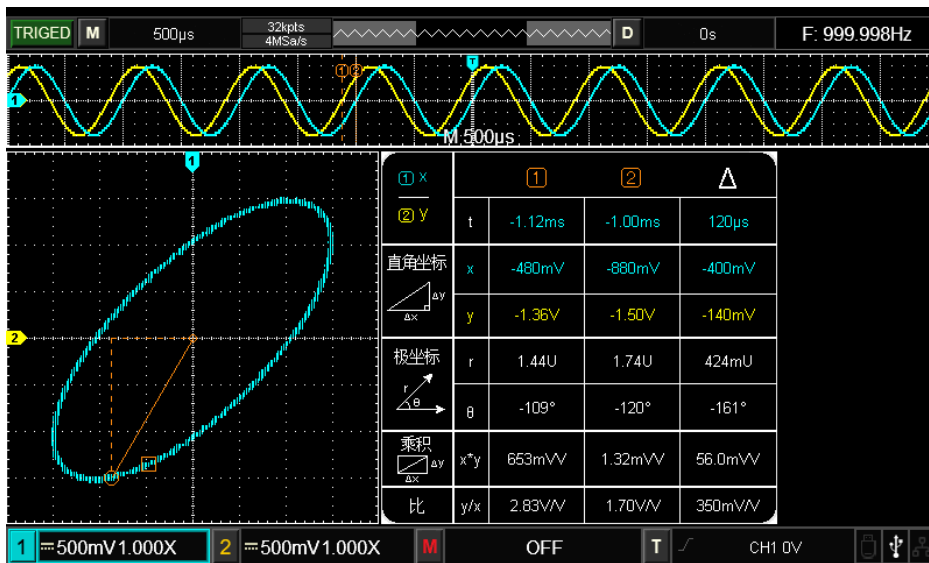 TRIGED M 500μs 32kpts 4MSa/s D 0s F: 999.998Hz
T
1 2
1
M 500μs
1
2
1 x 1 2 Δ
2 y t -1.12ms -1.00ms 120μs
直角坐标 x -480mV -880mV -400mV
Δy
Δx y -1.36V -1.50V -140mV
极坐标 r 1.44U 1.74U 424mU
r
θ θ -109° -120° -161°
乘积 x*y 653mVV 1.32mVV 56.0mVV
Δy
Δx
比 y/x 2.83V/V 1.70V/V 350mV/V
1 500mV 1.000X 2 500mV 1.000X M OFF T CH1 0V